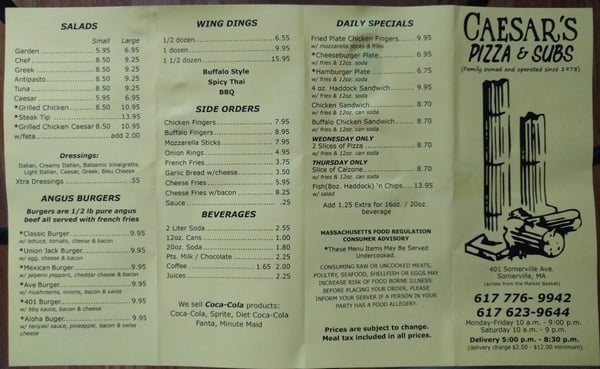 SALADS
Small Large
Garden 5.95 6.95
Chef 8.50 9.25
Greek 8.50 9.25
Antipasto 8.50 9.25
Tuna 8.50 9.25
Caesar 5.95 6.95
*Grilled Chicken 8.50 10.95
*Steak Tip 13.95
*Grilled Chicken Caesar 8.50 10.95
w/feta add 2.00
Dressings:
Italian, Creamy Italian, Balsamic Vinaigrette,
Light Italian, Caesar, Greek, Bleu Cheese
Xtra Dressings .55
ANGUS BURGERS
Burgers are 1/2 lb pure angus
beef all served with french fries
*Classic Burger 9.95
w/ lettuce, tomato, cheese & bacon
*Union Jack Burger 9.95
w/ egg, cheese & bacon
*Mexican Burger 9.95
w/ jalpeno peppers, cheddar cheese & bacon
*Ave Burger 9.95
w/ mushrooms, onions, bacon & swiss
*401 Burger 9.95
w/ bbq sauce, bacon & cheese
*Aloha Buger 9.95
w/ teriyaki sauce, pineapple, bacon & swiss
cheese
WING DINGS
1/2 dozen 6.55
1 dozen 9.95
1 1/2 dozen 15.95
Buffalo Style
Spicy Thai
BBQ
SIDE ORDERS
Chicken Fingers 7.95
Buffalo Fingers 8.95
Mozzarella Sticks 7.95
Onion Rings 4.95
French Fries 3.75
Garlic Bread w/cheese 3.50
Cheese Fries 5.95
Cheese Fries w/bacon 8.25
Sauce .25
BEVERAGES
2 Liter Soda 2.55
12oz. Cans 1.00
20oz. Soda 1.80
Pts. Milk / Chocolate 2.25
Coffee 1.65 2.00
Juices 2.25
We sell Coca-Cola products:
Coca-Cola, Sprite, Diet Coca-Cola
Fanta, Minute Maid
DAILY SPECIALS
Fried Plate Chicken Fingers 9.95
w/ mozzarella sticks & fries
*Cheeseburger Plate 6.95
w/ fries & 12oz. soda
*Hamburger Plate 6.75
w/ fries & 12oz. soda
4 oz. Haddock Sandwich 9.95
w/ fries & 12oz. can soda
Chicken Sandwich 8.70
w/ fries & 12oz. can soda
Buffalo Chicken Sandwich 8.70
w/ fries & 12oz. can soda
WEDNESDAY ONLY
2 Slices of Pizza 8.70
w/ fries & 12oz. can soda
THURSDAY ONLY
Slice of Calzone 8.70
w/ fries & 12oz. can soda
Fish(8oz. Haddock) 'n Chips 13.95
w/ salad
Add 1.25 Extra for 16oz. / 20oz.
beverage
MASSACHUSETTS FOOD REGULATION
CONSUMER ADVISORY
*These Menu Items May Be Served
Undercooked.
CONSUMING RAW OR UNCOOKED MEATS,
POULTRY, SEAFOOD, SHELLFISH OR EGGS MAY
INCREASE RISK OF FOOD BORNE ILLNESS.
BEFORE PLACING YOUR ORDER, PLEASE
INFORM YOUR SERVER IF A PERSON IN YOUR
PARTY HAS A FOOD ALLEGERY.
Prices are subject to change.
Meal tax included in all prices.
CAESAR'S
PIZZA & SUBS
(Family owned and operated since 1978)
401 Somerville Ave.
Somerville, MA
(across from the Market Basket)
617 776- 9942
617 623-9644
Monday-Friday 10 a.m. - 9:00 p.m.
Saturday 10 a.m. - 9 p.m.
Delivery 5:00 p.m. - 8:30 p.m.
(delivery charge $2.50 - $12.00 minimum)